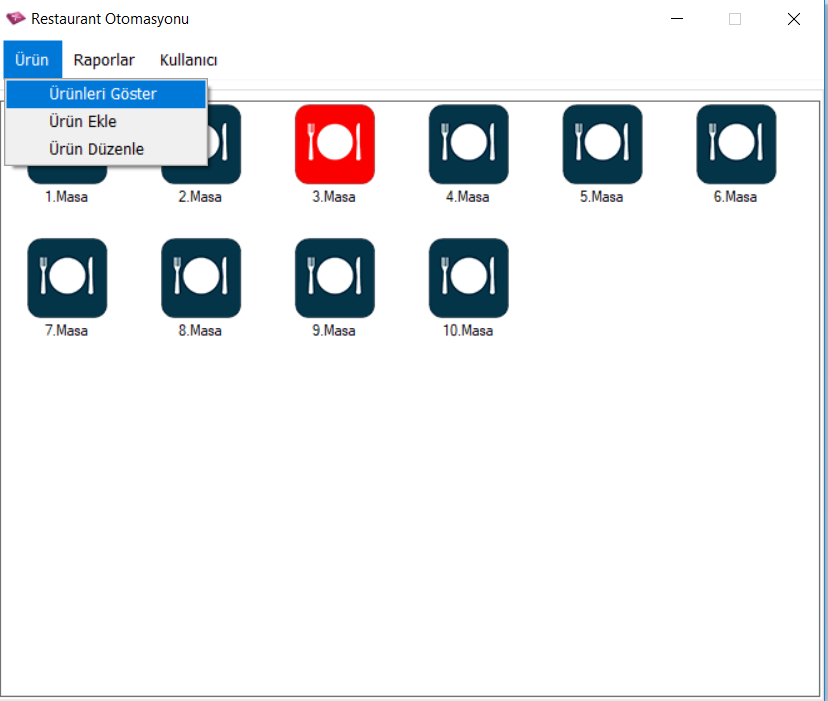 Restaurant Otomasyonu
Ürün Raporlar Kullanıcı
Ürünleri Göster
Ürün Ekle
Ürün Düzenle
1.Masa 2.Masa 3.Masa 4.Masa 5.Masa 6.Masa
7.Masa 8.Masa 9.Masa 10.Masa